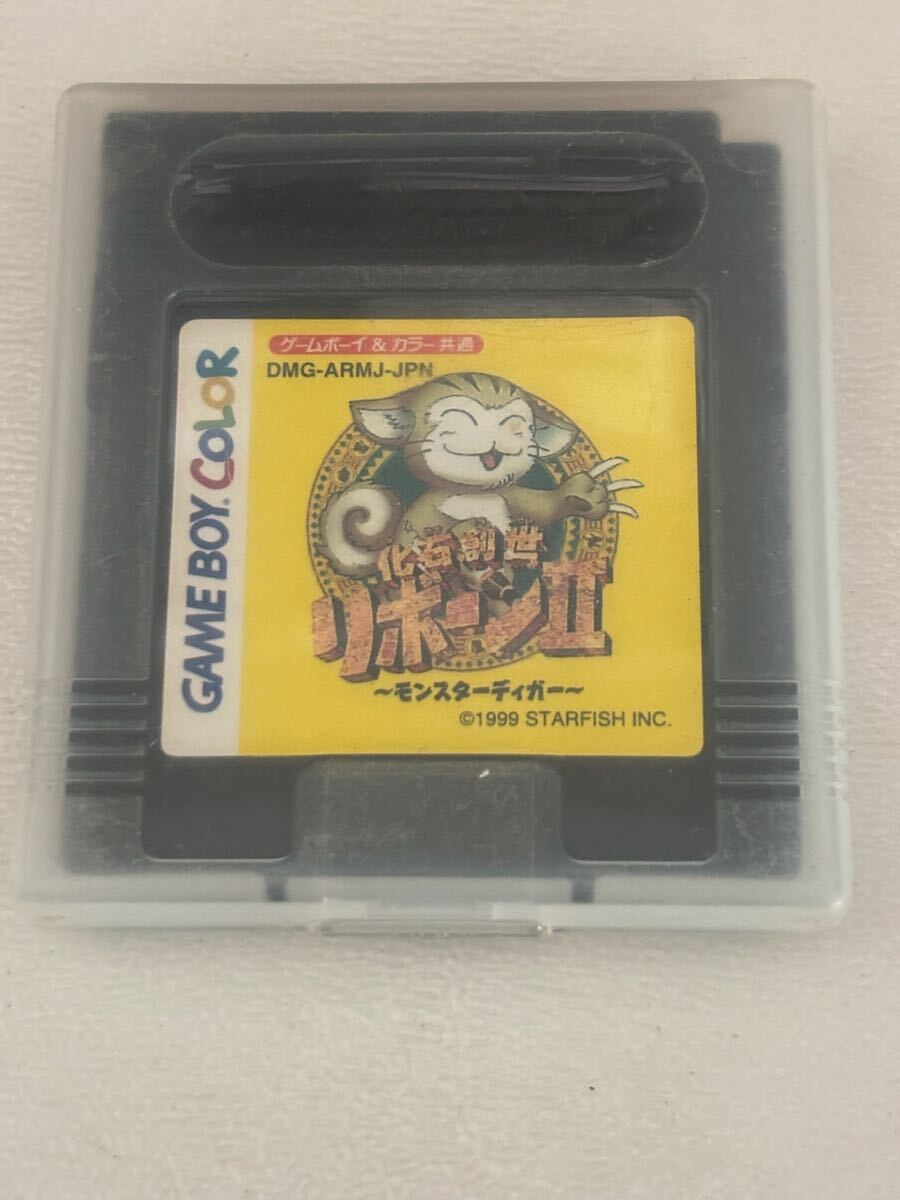 ゲームボーイ&カラー共通
DMG-ARMJ-JPN
GAME BOY COLOR
化石創世
リボーンII
~モンスターディガー~
©1999 STARFISH INC.